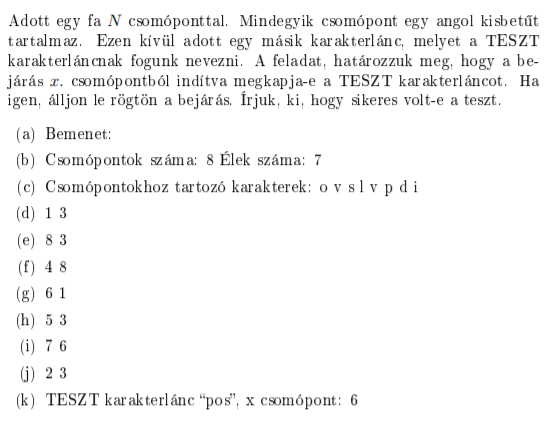 Adott egy fa N csomóponttal. Mindegyik csomópont egy angol kisbetűt
tartalmaz. Ezen kívül adott egy másik karakterlánc, melyet a TESZT
karakterláncnak fogunk nevezni. A feladat, határozzuk meg, hogy a be-
járás x. csomópontból indítva megkapja-e a TESZT karakterláncot. Ha
igen, álljon le rögtön a bejárás. Írjuk, ki, hogy sikeres volt-e a teszt.
(a) Bemenet:
(b) Csomópontok száma: 8 Élek száma: 7
(c) Csomópontokhoz tartozó karakterek: o v s l v p d i
(d) 1 3
(e) 8 3
(f) 4 8
(g) 6 1
(h) 5 3
(i) 7 6
(j) 2 3
(k) TESZT karakterlánc “pos”, x csomópont: 6